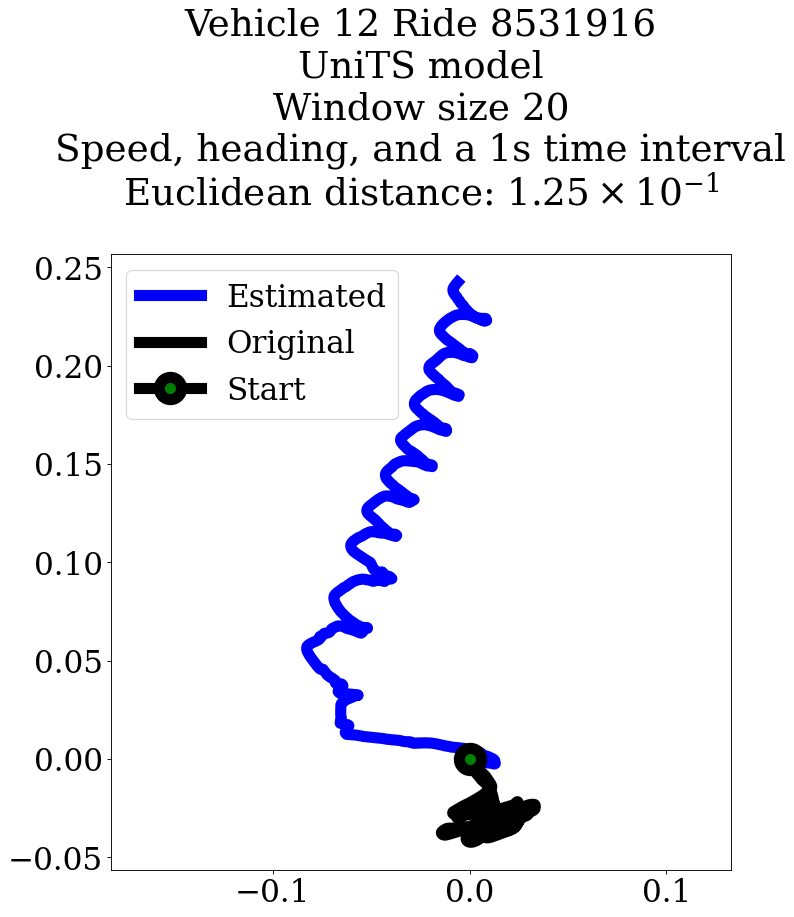 Vehicle 12 Ride 8531916
UniTS model
Window size 20
Speed, heading, and a 1s time interval
Euclidean distance: 1.25 × 10⁻¹
Estimated
Original
Start
0.25
0.20
0.15
0.10
0.05
0.00
−0.05
−0.1
0.0
0.1